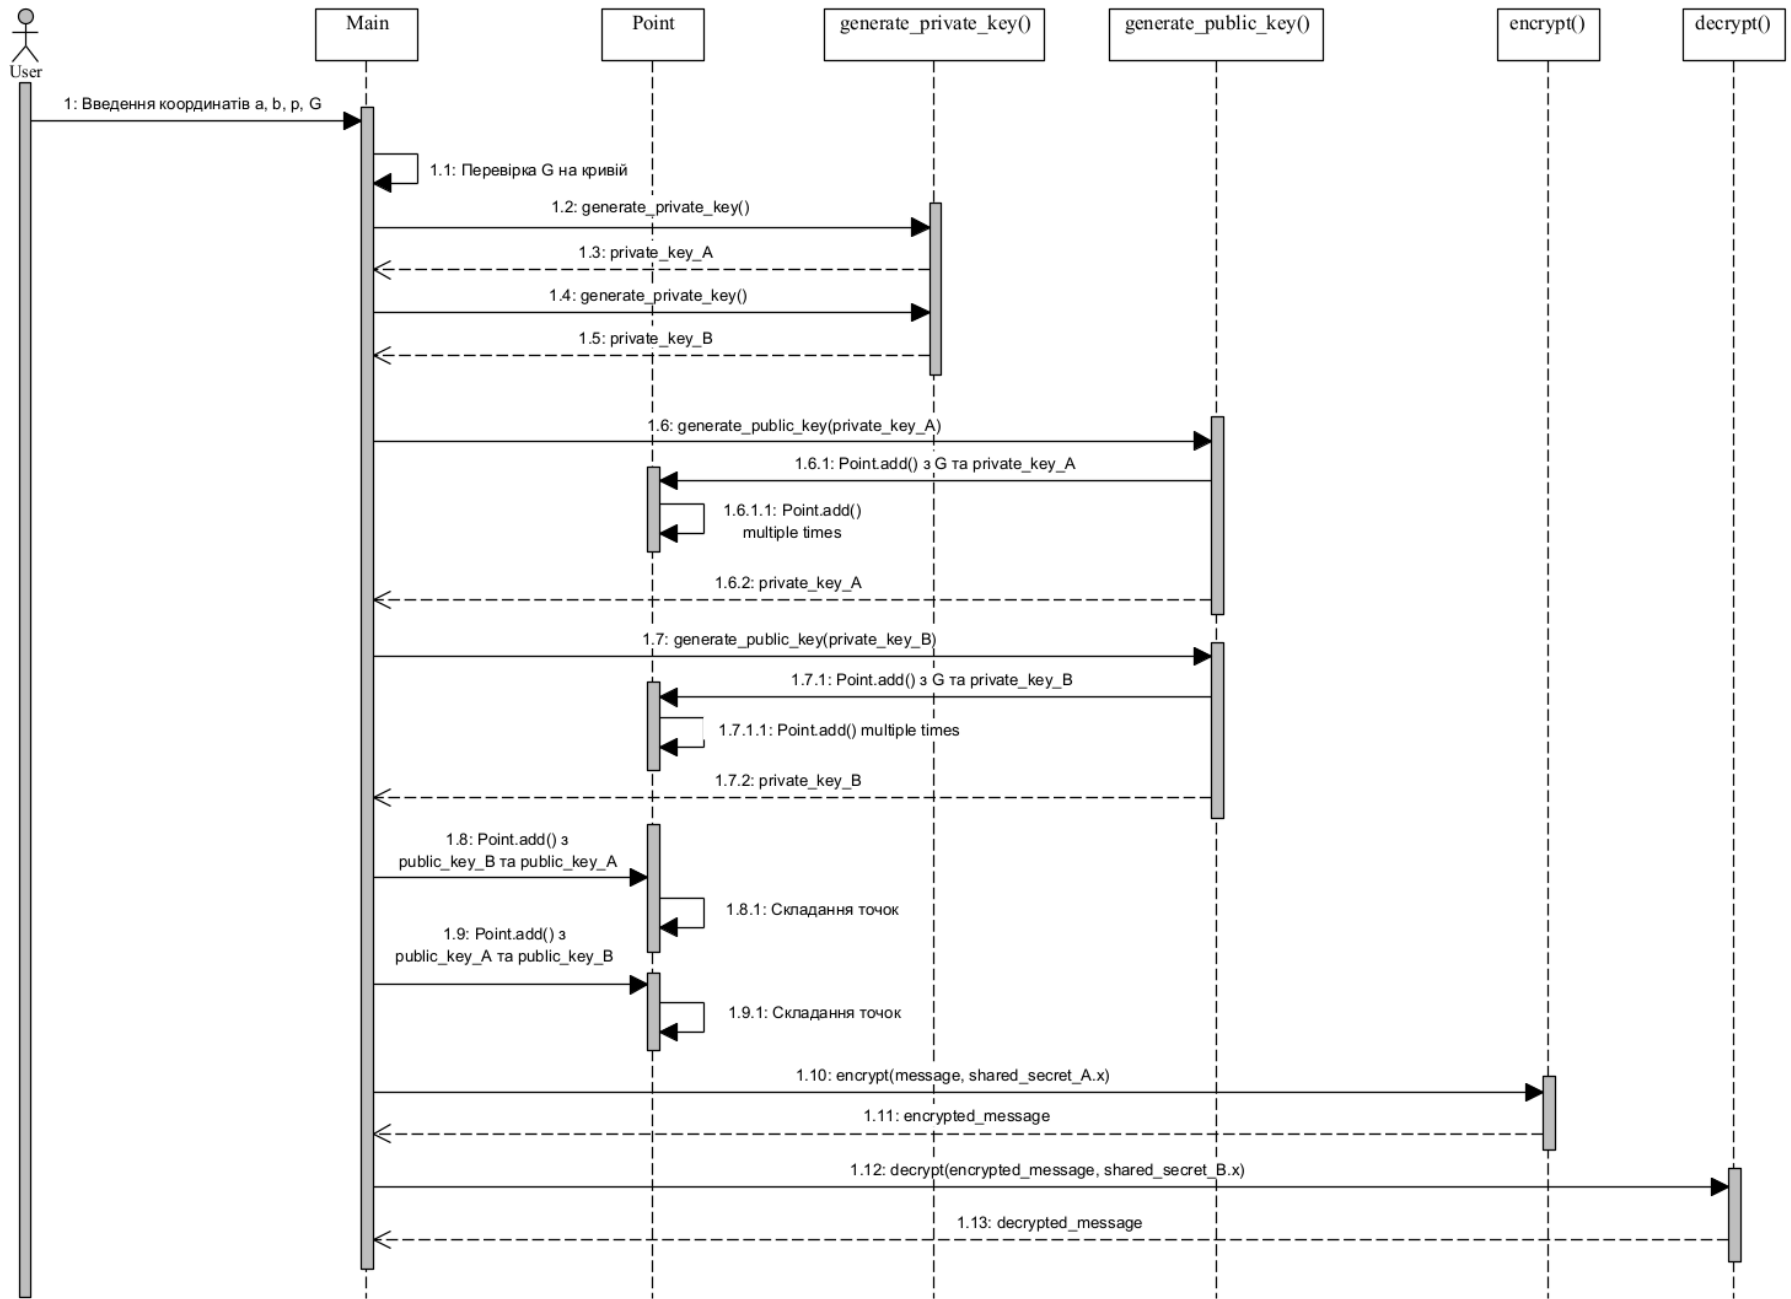 User
Main
Point
generate_private_key()
generate_public_key()
encrypt()
decrypt()
1: Введення координатів a, b, p, G
1.1: Перевірка G на кривій
1.2: generate_private_key()
1.3: private_key_A
1.4: generate_private_key()
1.5: private_key_B
1.6: generate_public_key(private_key_A)
1.6.1: Point.add() з G та private_key_A
1.6.1.1: Point.add()
multiple times
1.6.2: private_key_A
1.7: generate_public_key(private_key_B)
1.7.1: Point.add() з G та private_key_B
1.7.1.1: Point.add() multiple times
1.7.2: private_key_B
1.8: Point.add() з
public_key_B та public_key_A
1.8.1: Складання точок
1.9: Point.add() з
public_key_A та public_key_B
1.9.1: Складання точок
1.10: encrypt(message, shared_secret_A.x)
1.11: encrypted_message
1.12: decrypt(encrypted_message, shared_secret_B.x)
1.13: decrypted_message